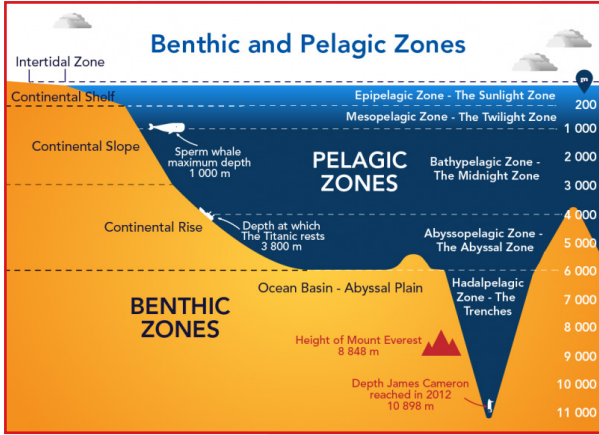 Benthic and Pelagic Zones
Intertidal Zone
m
Continental Shelf
Epipelagic Zone - The Sunlight Zone
200
Mesopelagic Zone - The Twilight Zone
1 000
Continental Slope
Sperm whale
maximum depth
1 000 m
PELAGIC
ZONES
Bathypelagic Zone -
The Midnight Zone
2 000
3 000
Continental Rise
Depth at which
The Titanic rests
3 800 m
4 000
Abyssopelagic Zone -
The Abyssal Zone
5 000
6 000
Ocean Basin - Abyssal Plain
Hadalpelagic
Zone - The
Trenches
BENTHIC
ZONES
7 000
8 000
Height of Mount Everest
8 848 m
9 000
Depth James Cameron
reached in 2012
10 898 m
10 000
11 000